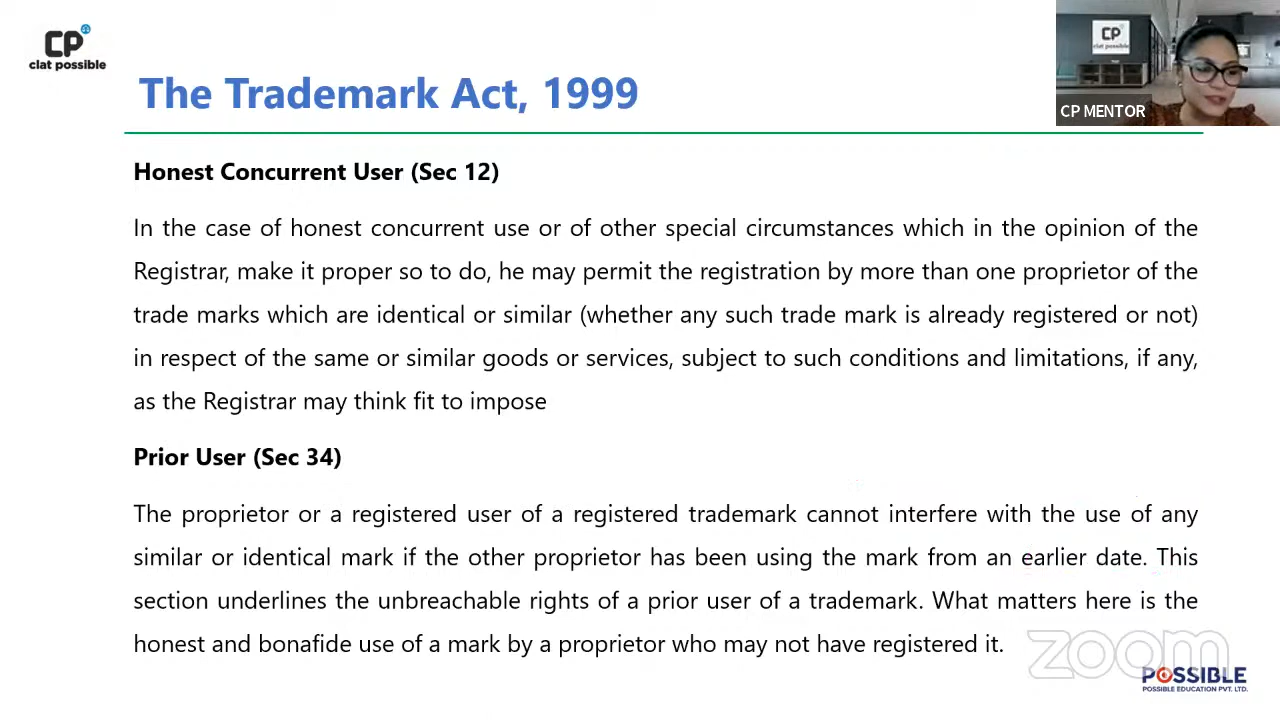 CP
clat possible
The Trademark Act, 1999
CP
clat possible
CP MENTOR
Honest Concurrent User (Sec 12)
In the case of honest concurrent use or of other special circumstances which in the opinion of the
Registrar, make it proper so to do, he may permit the registration by more than one proprietor of the
trade marks which are identical or similar (whether any such trade mark is already registered or not)
in respect of the same or similar goods or services, subject to such conditions and limitations, if any,
as the Registrar may think fit to impose
Prior User (Sec 34)
The proprietor or a registered user of a registered trademark cannot interfere with the use of any
similar or identical mark if the other proprietor has been using the mark from an earlier date. This
section underlines the unbreachable rights of a prior user of a trademark. What matters here is the
honest and bonafide use of a mark by a proprietor who may not have registered it.
zoom
POSSIBLE
POSSIBLE EDUCATION PVT. LTD.